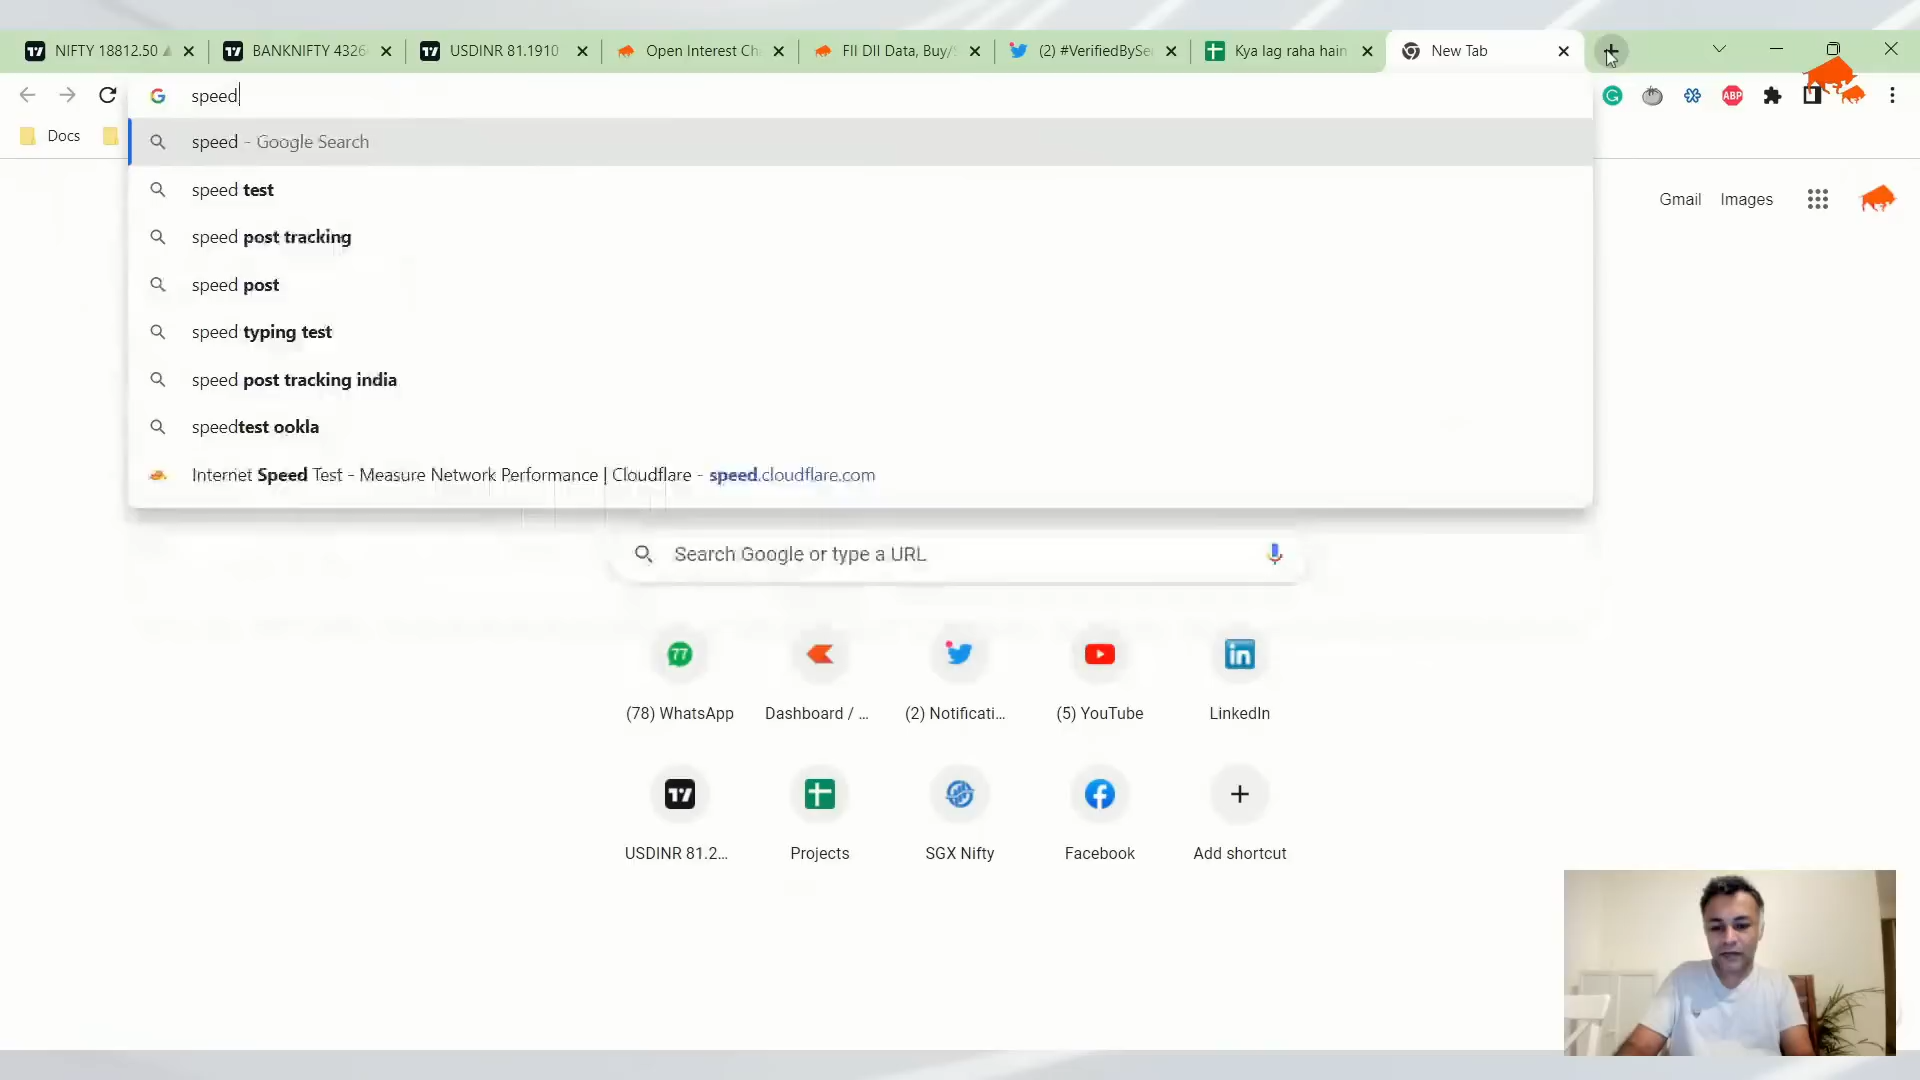 NIFTY 18812.50
BANKNIFTY 4326
USDINR 81.1910
Open Interest Ch
FII DII Data, Buy/S
(2) #VerifiedBySe
Kya lag raha hain
New Tab
speed
ABP
Docs
speed - Google Search
speed test
speed post tracking
speed post
speed typing test
speed post tracking india
speedtest ookla
Internet Speed Test - Measure Network Performance | Cloudflare - speed.cloudflare.com
Gmail
Images
Search Google or type a URL
77
(78) WhatsApp
Dashboard / ...
(2) Notificati...
(5) YouTube
LinkedIn
USDINR 81.2...
Projects
SGX Nifty
Facebook
Add shortcut